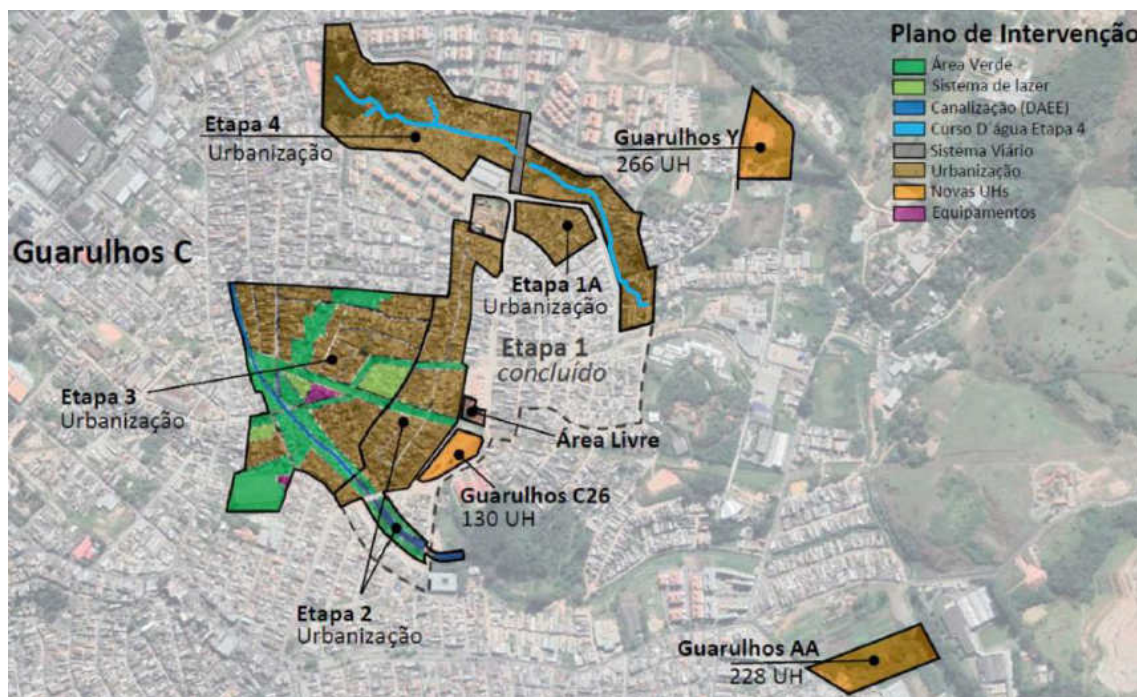 Plano de Intervenção
Área Verde
Sistema de lazer
Canalização (DAEE)
Curso D´água Etapa 4
Sistema Viário
Urbanização
Novas UHs
Equipamentos
Etapa 4
Urbanização
Guarulhos Y
266 UH
Guarulhos C
Etapa 1A
Urbanização
Etapa 1
concluído
Etapa 3
Urbanização
Área Livre
Guarulhos C26
130 UH
Etapa 2
Urbanização
Guarulhos AA
228 UH